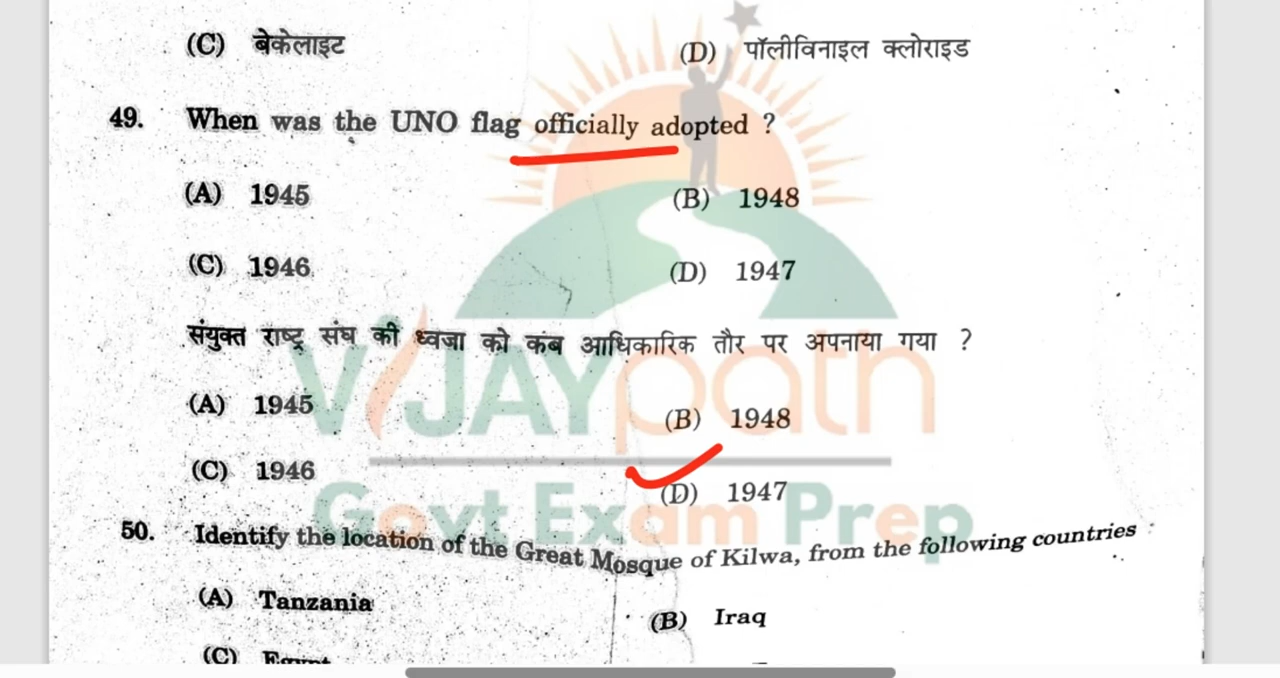 (C) बेकेलाइट (D) पॉलीविनाइल क्लोराइड
49. When was the UNO flag officially adopted ?
(A) 1945 (B) 1948
(C) 1946 (D) 1947
संयुक्त राष्ट्र संघ की ध्वजा को कब आधिकारिक तौर पर अपनाया गया ?
(A) 1945 (B) 1948
(C) 1946 (D) 1947
VIJAYpath
Govt Exam Prep
50. Identify the location of the Great Mosque of Kilwa, from the following countries
(A) Tanzania (B) Iraq
(C) Egypt